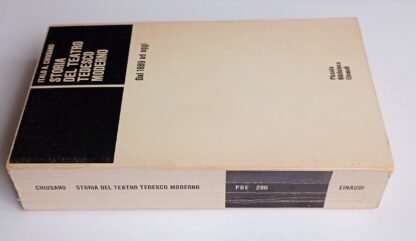 ITALO A. CHIUSANO
STORIA
DEL TEATRO
TEDESCO
MODERNO
Dal 1889 ad oggi
Piccola
Biblioteca
Einaudi
CHIUSANO STORIA DEL TEATRO TEDESCO MODERNO PBE 280 EINAUDI